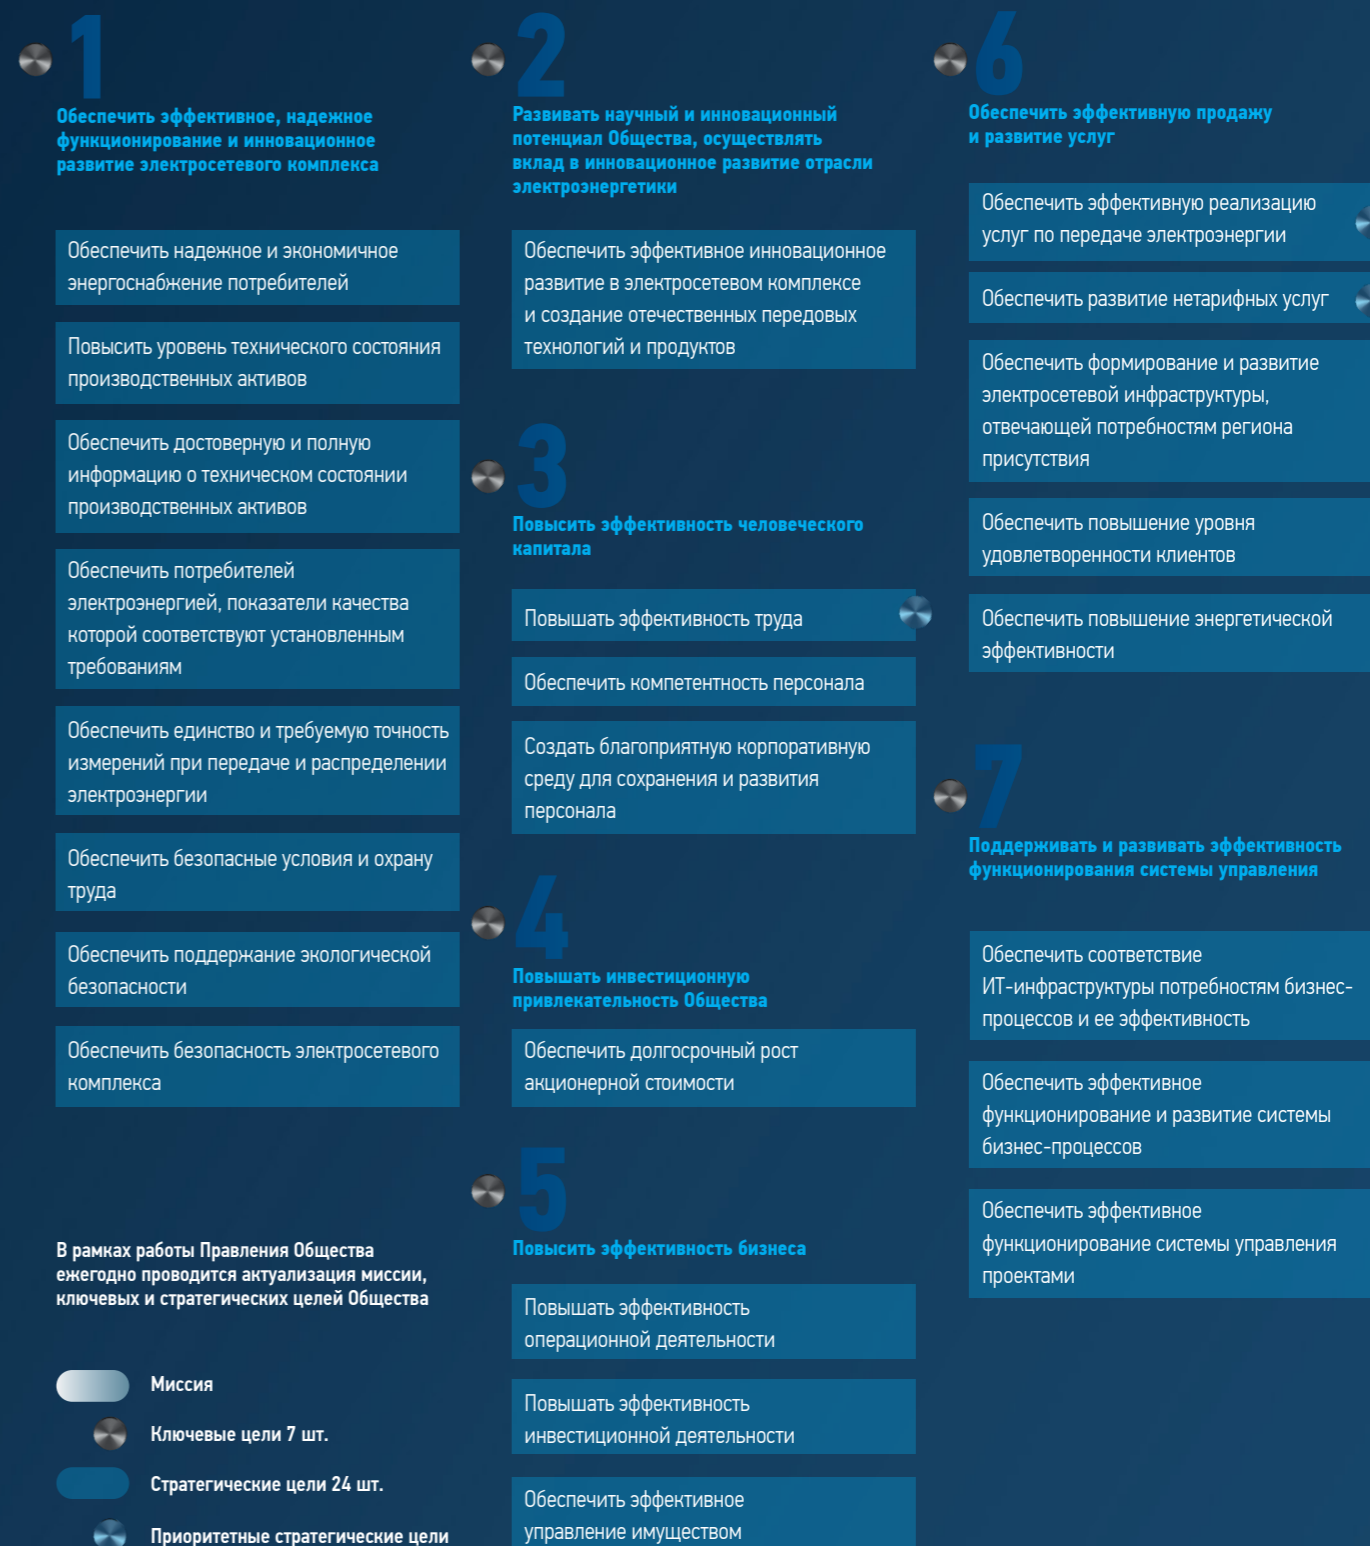 1
Обеспечить эффективное, надежное
функционирование и инновационное
развитие электросетевого комплекса
Обеспечить надежное и экономичное
энергоснабжение потребителей
Повысить уровень технического состояния
производственных активов
Обеспечить достоверную и полную
информацию о техническом состоянии
производственных активов
Обеспечить потребителей
электроэнергией, показатели качества
которой соответствуют установленным
требованиям
Обеспечить единство и требуемую точность
измерений при передаче и распределении
электроэнергии
Обеспечить безопасные условия и охрану
труда
Обеспечить поддержание экологической
безопасности
Обеспечить безопасность электросетевого
комплекса
В рамках работы Правления Общества
ежегодно проводится актуализация миссии,
ключевых и стратегических целей Общества
Миссия
Ключевые цели 7 шт.
Стратегические цели 24 шт.
Приоритетные стратегические цели
2
Развивать научный и инновационный
потенциал Общества, осуществлять
вклад в инновационное развитие отрасли
электроэнергетики
Обеспечить эффективное инновационное
развитие в электросетевом комплексе
и создание отечественных передовых
технологий и продуктов
3
Повысить эффективность человеческого
капитала
Повышать эффективность труда
Обеспечить компетентность персонала
Создать благоприятную корпоративную
среду для сохранения и развития
персонала
4
Повышать инвестиционную
привлекательность Общества
Обеспечить долгосрочный рост
акционерной стоимости
5
Повысить эффективность бизнеса
Повышать эффективность
операционной деятельности
Повышать эффективность
инвестиционной деятельности
Обеспечить эффективное
управление имуществом
6
Обеспечить эффективную продажу
и развитие услуг
Обеспечить эффективную реализацию
услуг по передаче электроэнергии
Обеспечить развитие нетарифных услуг
Обеспечить формирование и развитие
электросетевой инфраструктуры,
отвечающей потребностям региона
присутствия
Обеспечить повышение уровня
удовлетворенности клиентов
Обеспечить повышение энергетической
эффективности
7
Поддерживать и развивать эффективность
функционирования системы управления
Обеспечить соответствие
ИТ-инфраструктуры потребностям бизнес-
процессов и ее эффективность
Обеспечить эффективное
функционирование и развитие системы
бизнес-процессов
Обеспечить эффективное
функционирование системы управления
проектами